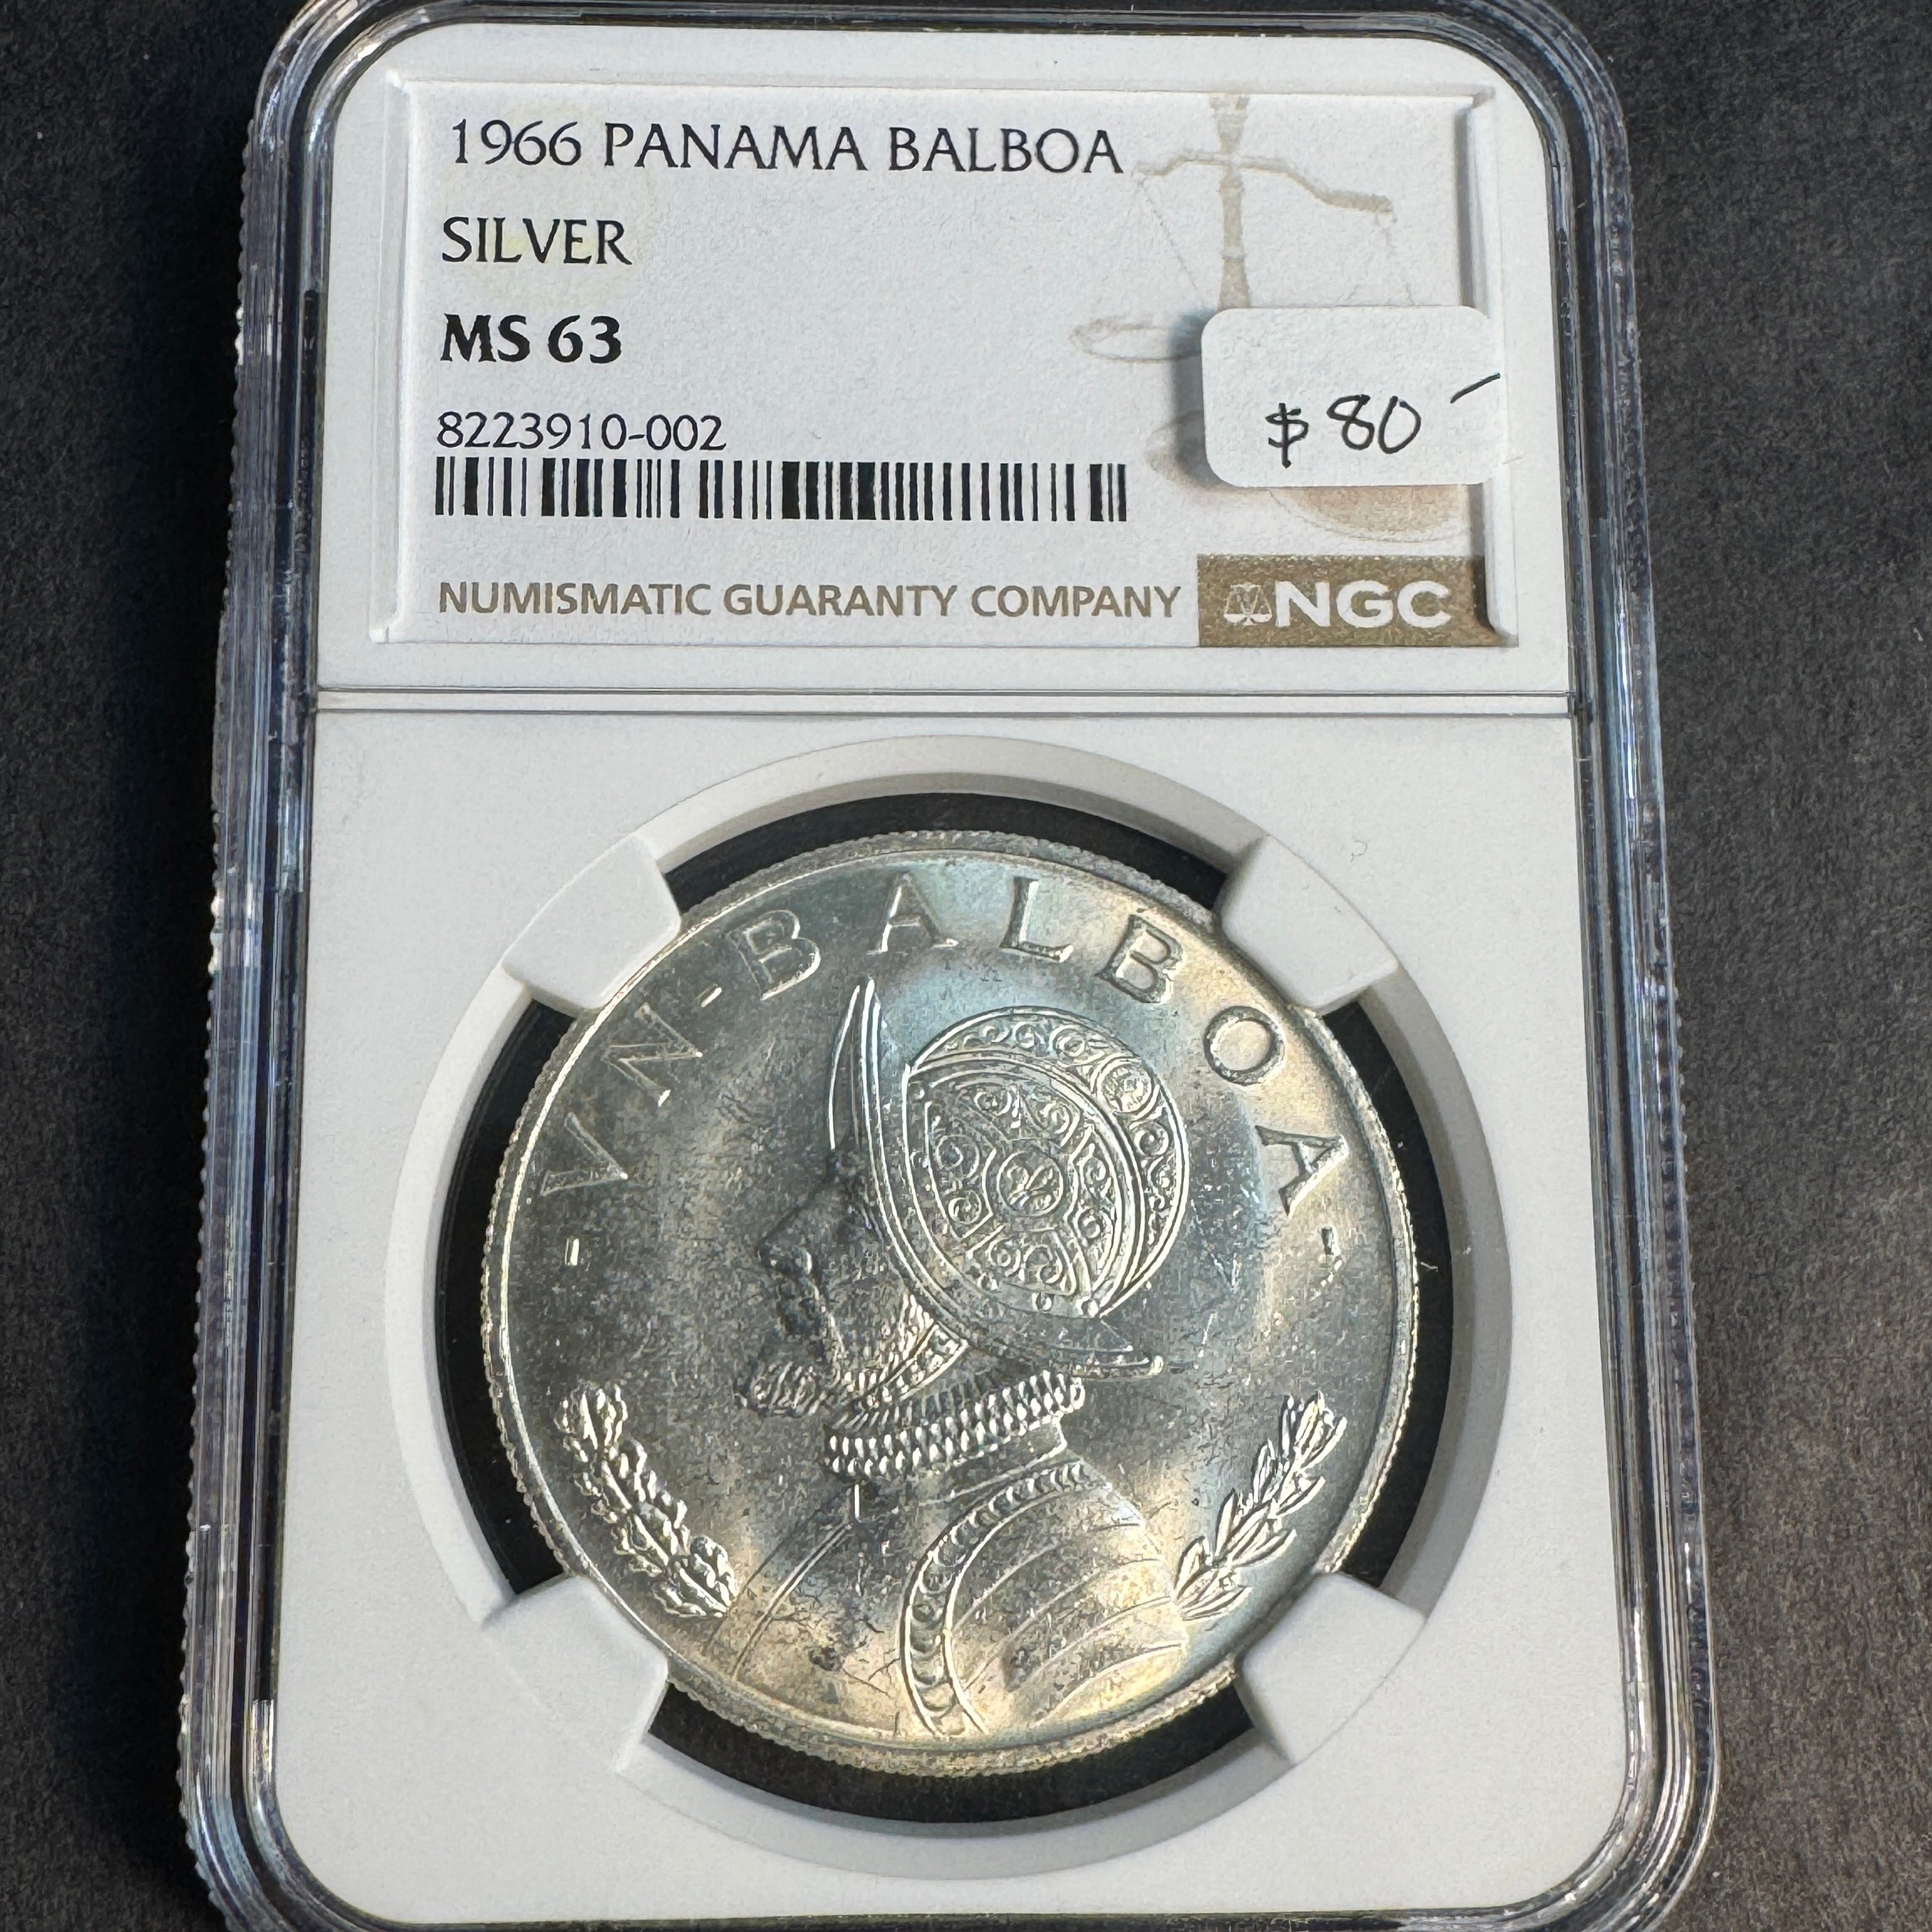 1966 PANAMA BALBOA
SILVER
MS 63
$80-
8223910-002
NUMISMATIC GUARANTY COMPANY NGC
-VN-BALBOA-